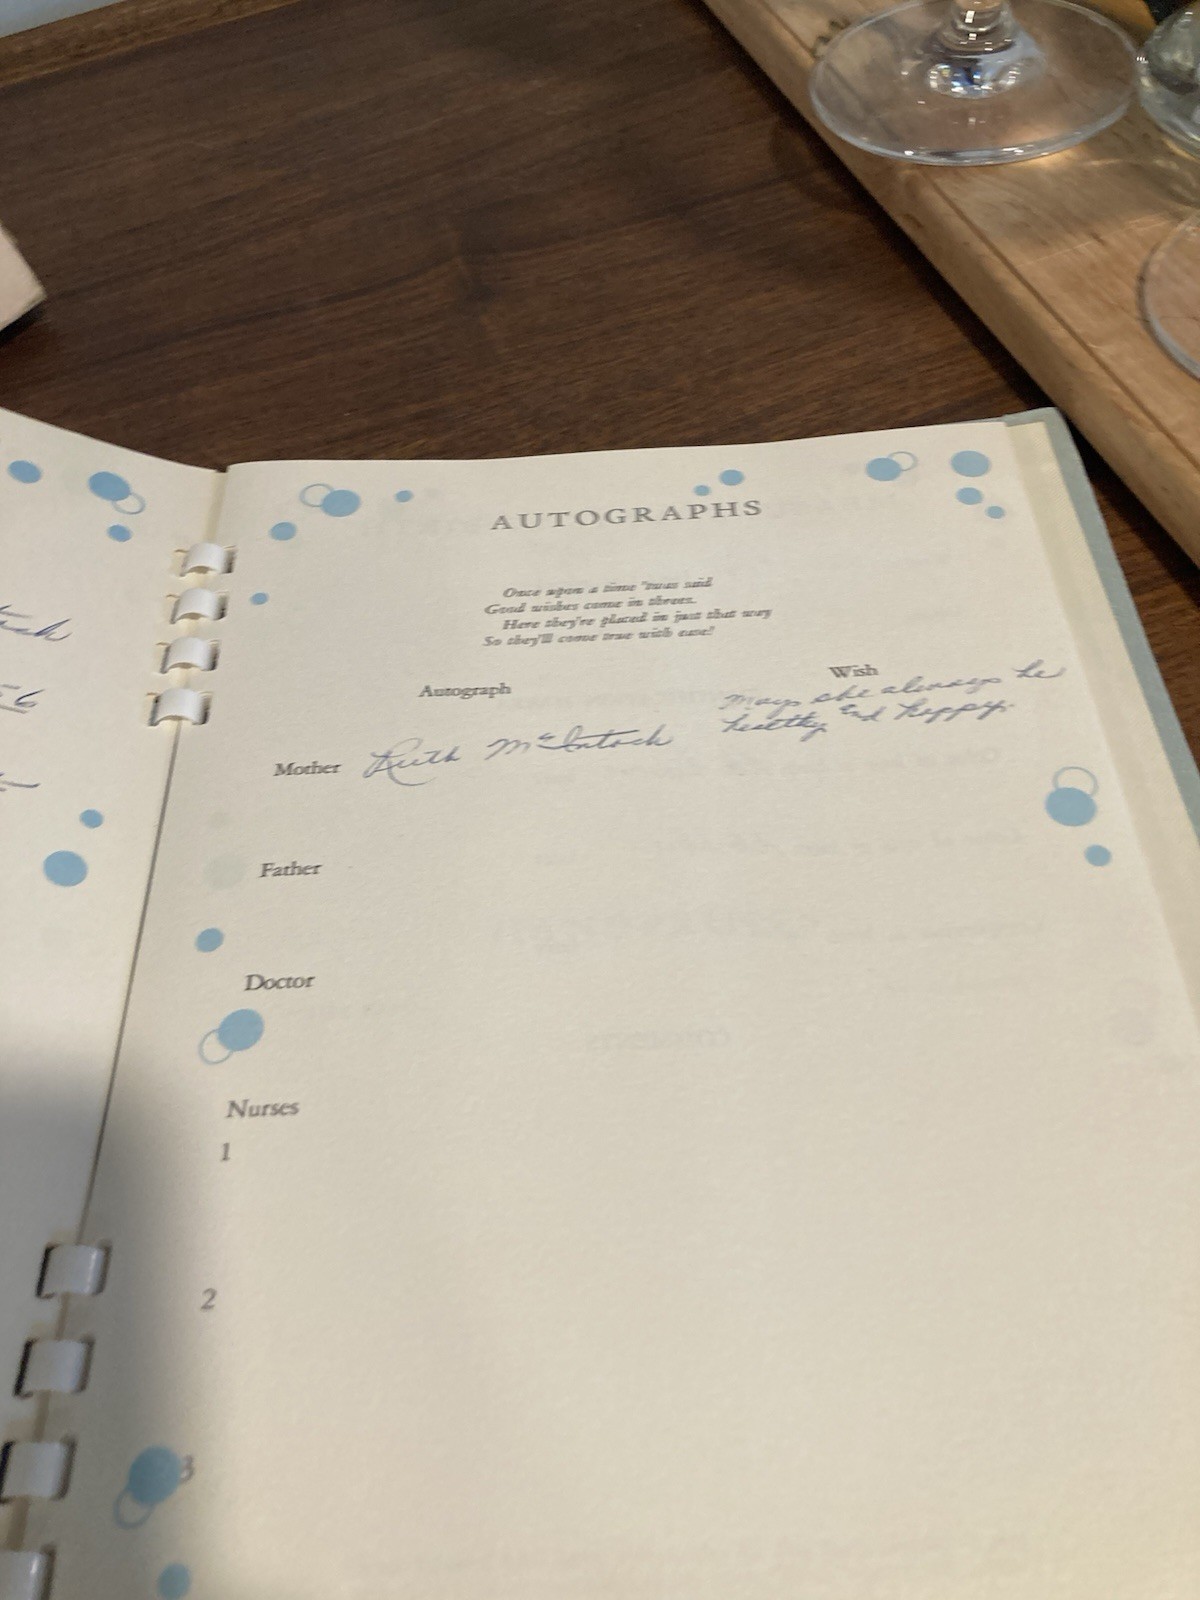 AUTOGRAPHS
Once upon a time 'twas said
Good wishes come in threes.
Here they're placed in just that way
So they'll come true with ease!
Autograph
Wish
Mother
Ruth McIntosh
May she always be
healthy and happy.
Father
Doctor
Nurses
1
2
3
56